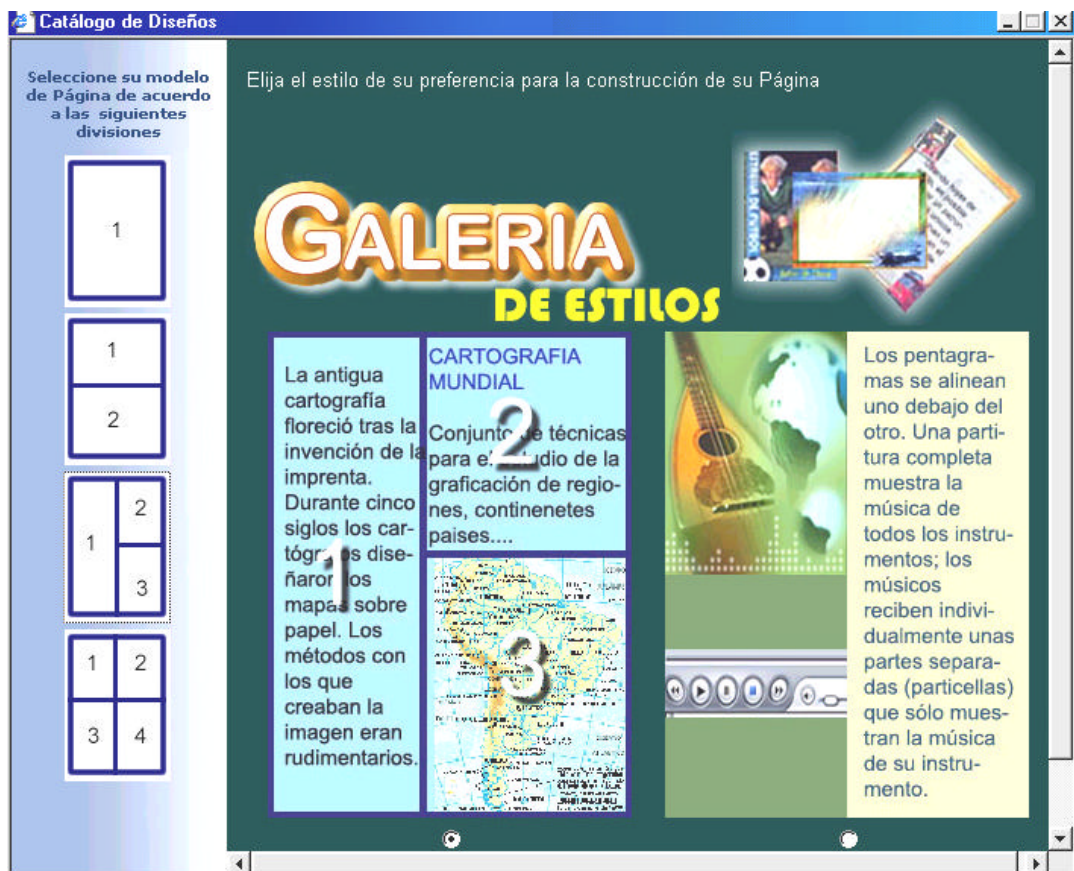 Catálogo de Diseños
Seleccione su modelo
de Página de acuerdo
a las siguientes
divisiones
1
1
2
1
2
3
1
2
3
4
Elija el estilo de su preferencia para la construcción de su Página
GALERIA
DE ESTILOS
La antigua
cartografía
floreció tras la
invención de la
imprenta.
Durante cinco
siglos los car-
tógrafos dise-
ñaron los
mapas sobre
papel. Los
métodos con
los que
creaban la
imagen eran
rudimentarios.
1
CARTOGRAFIA
MUNDIAL
Conjunto de técnicas
para el estudio de la
graficación de regio-
nes, continenetes
paises....
2
3
Los pentagra-
mas se alinean
uno debajo del
otro. Una parti-
tura completa
muestra la
música de
todos los instru-
mentos; los
músicos
reciben indivi-
dualmente unas
partes separa-
das (particellas)
que sólo mues-
tran la música
de su instru-
mento.